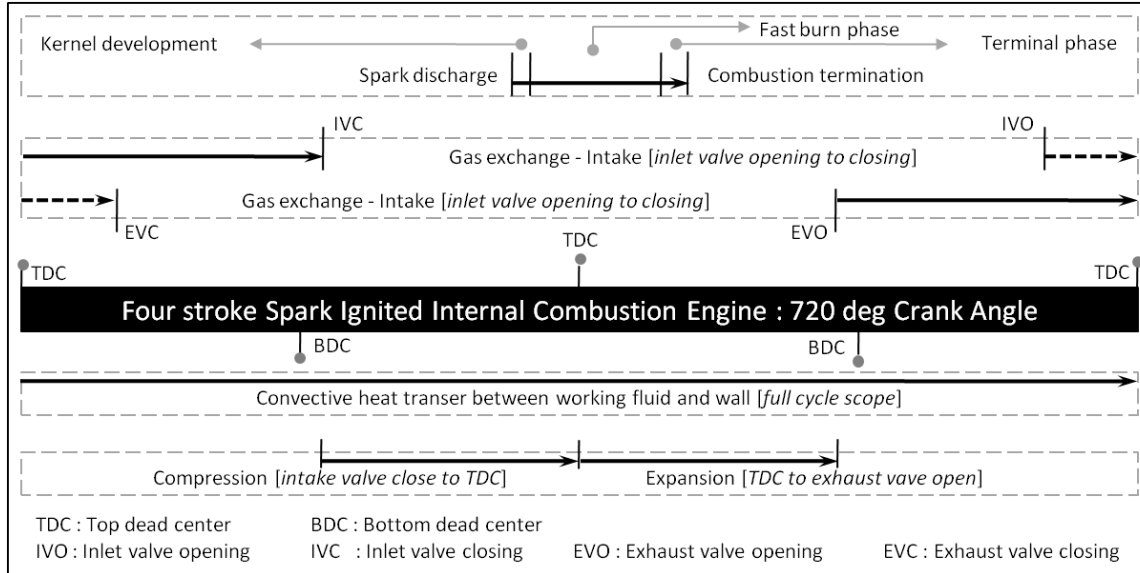 Kernel development
Fast burn phase
Terminal phase
Spark discharge
Combustion termination
IVC
IVO
Gas exchange - Intake [inlet valve opening to closing]
Gas exchange - Intake [inlet valve opening to closing]
EVC
EVO
TDC
TDC
TDC
Four stroke Spark Ignited Internal Combustion Engine : 720 deg Crank Angle
BDC
BDC
Convective heat transer between working fluid and wall [full cycle scope]
Compression [intake valve close to TDC]
Expansion [TDC to exhaust vave open]
TDC : Top dead center
BDC : Bottom dead center
IVO : Inlet valve opening
IVC : Inlet valve closing
EVO : Exhaust valve opening
EVC : Exhaust valve closing